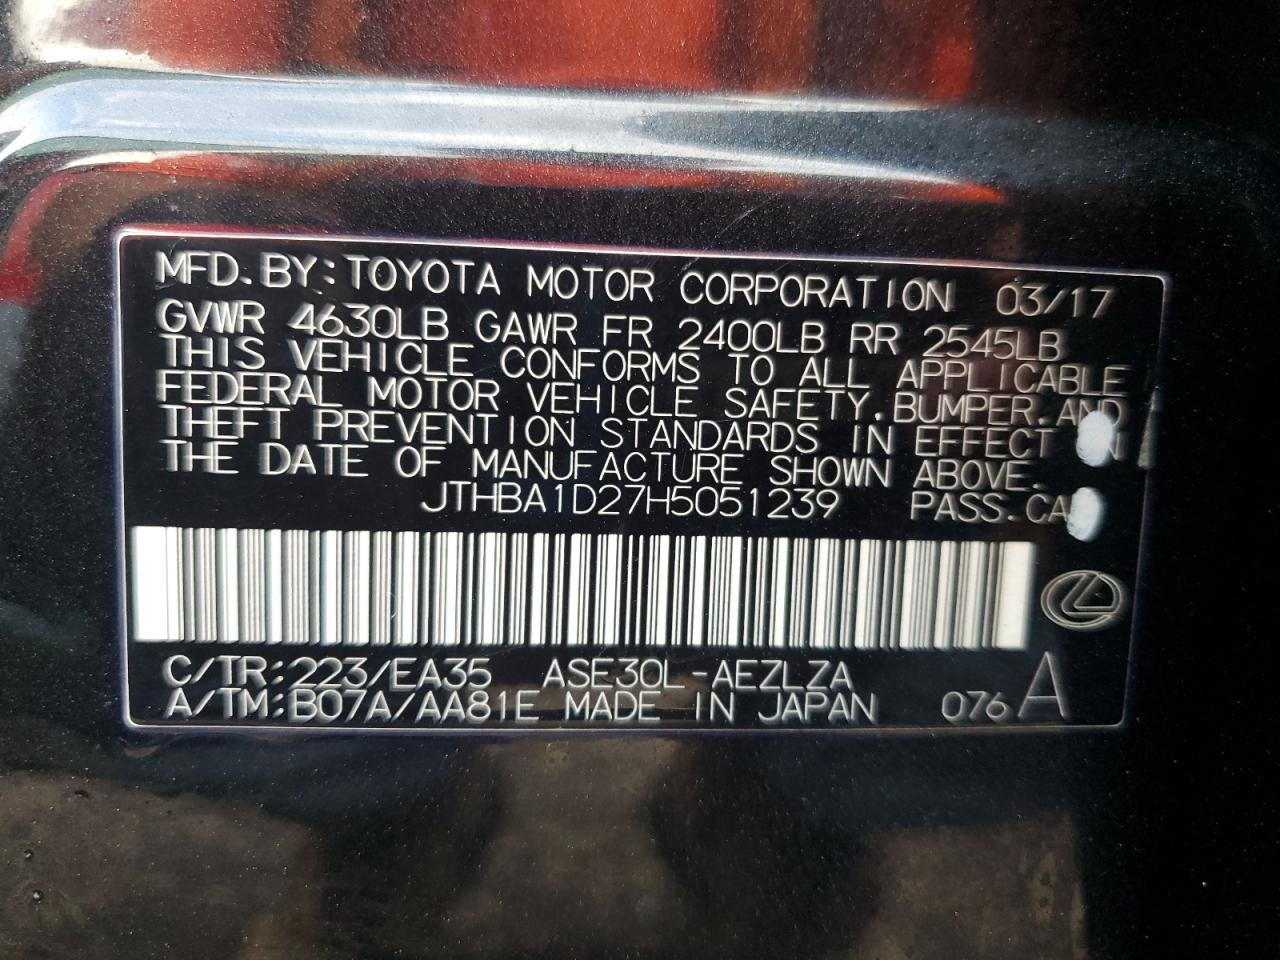 MFD. BY: TOYOTA MOTOR CORPORATION 03/17
GVWR 4630LB GAWR FR 2400LB RR 2545LB
THIS VEHICLE CONFORMS TO ALL APPLICABLE
FEDERAL MOTOR VEHICLE SAFETY. BUMPER. AND
THEFT PREVENTION STANDARDS IN EFFECT
THE DATE OF MANUFACTURE SHOWN ABOVE.
JTHBA1D27H5051239 PASS.
C/TR: 223/EA35 ASE30L-AEZLZA
A/TM: B07A/AA81E MADE IN JAPAN 076 A